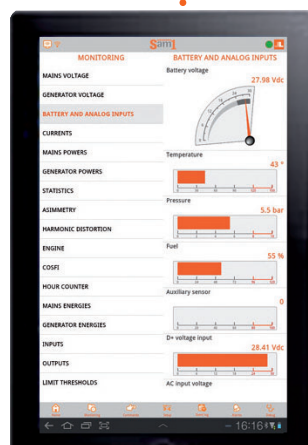 Sam1
MONITORING
MAINS VOLTAGE
GENERATOR VOLTAGE
BATTERY AND ANALOG INPUTS
CURRENTS
MAINS POWERS
GENERATOR POWERS
STATISTICS
ASIMMETRY
HARMONIC DISTORTION
ENGINE
COSFI
HOUR COUNTER
MAINS ENERGIES
GENERATOR ENERGIES
INPUTS
OUTPUTS
LIMIT THRESHOLDS
BATTERY AND ANALOG INPUTS
Battery voltage
27.98 Vdc
Temperature
43 °
Pressure
5.5 bar
Fuel
55 %
Auxiliary sensor
0
D+ voltage input
28.41 Vdc
AC input voltage
16:16